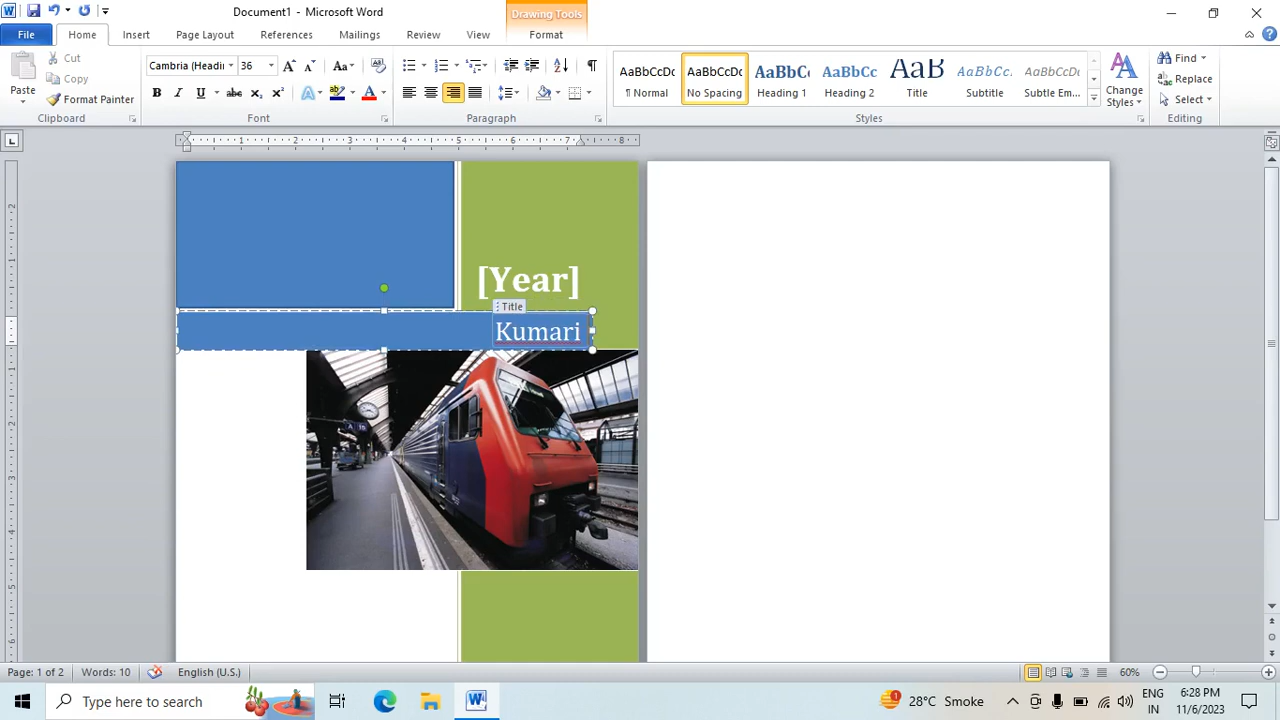 Document1 - Microsoft Word
Drawing Tools
File Home Insert Page Layout References Mailings Review View Format
Paste
Cut
Copy
Format Painter
Clipboard
Cambria (Headi 36
Font
Paragraph
AaBbCcDc AaBbCcDc AaBbCc AaBbCc AaB AaBbCcDc AaBbCcDc
¶ Normal No Spacing Heading 1 Heading 2 Title Subtitle Subtle Em...
Change
Styles
Styles
Find
Replace
Select
Editing
[Year]
Title
Kumari
Page: 1 of 2 Words: 10 English (U.S.) 60%
Type here to search
28°C Smoke
ENG
IN
6:28 PM
11/6/2023